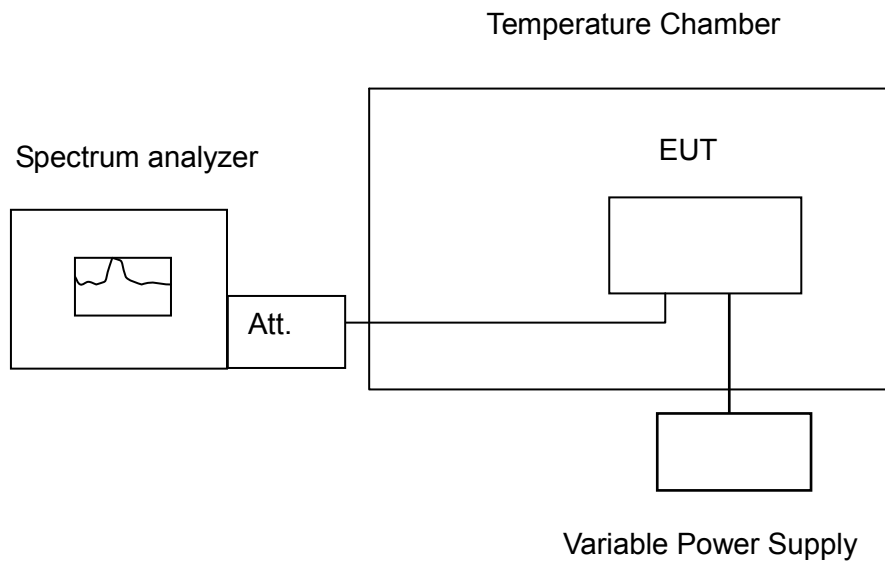 Temperature Chamber
Spectrum analyzer
EUT
Att.
Variable Power Supply